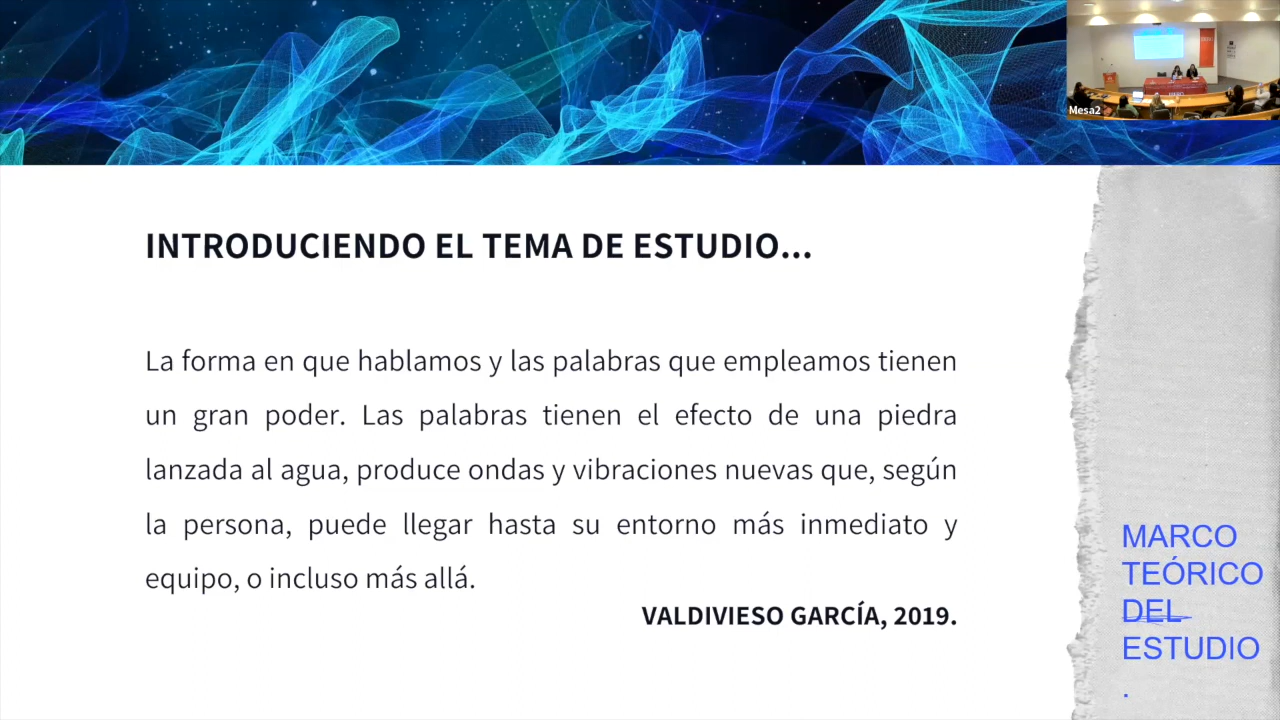 Mesa2
INTRODUCIENDO EL TEMA DE ESTUDIO...
La forma en que hablamos y las palabras que empleamos tienen
un gran poder. Las palabras tienen el efecto de una piedra
lanzada al agua, produce ondas y vibraciones nuevas que, según
la persona, puede llegar hasta su entorno más inmediato y
equipo, o incluso más allá.
VALDIVIESO GARCÍA, 2019.
MARCO
TEÓRICO
DEL
ESTUDIO
.